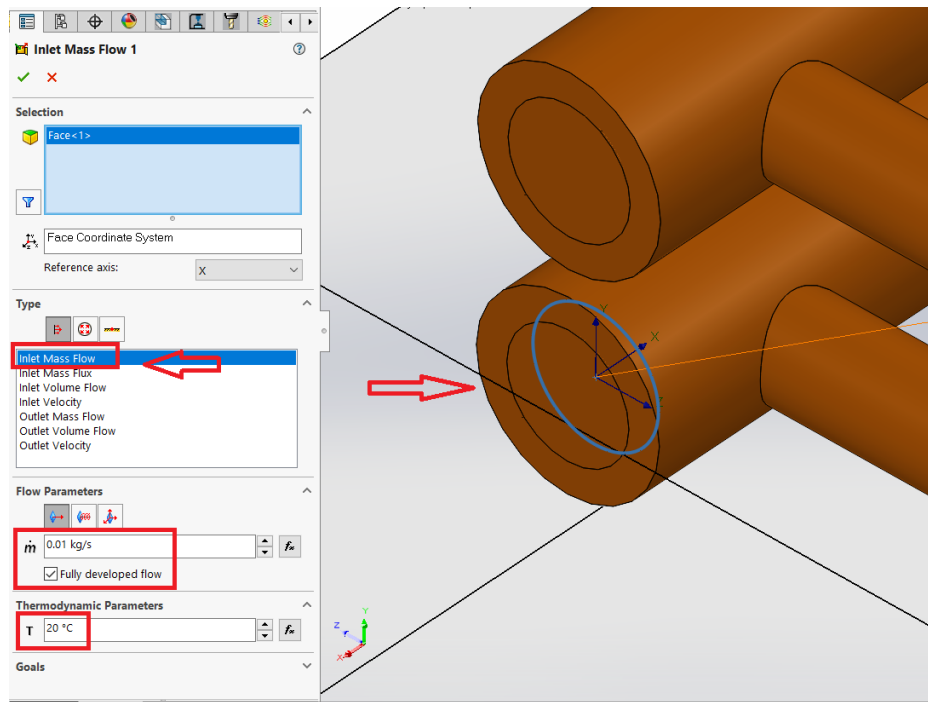 Inlet Mass Flow 1
Selection
Face<1>
Face Coordinate System
Reference axis:
X
Type
Inlet Mass Flow
Inlet Mass Flux
Inlet Volume Flow
Inlet Velocity
Outlet Mass Flow
Outlet Volume Flow
Outlet Velocity
Flow Parameters
ṁ 0.01 kg/s
Fully developed flow
Thermodynamic Parameters
T 20 °C
Goals
Y
X
Z
Y
Z
X